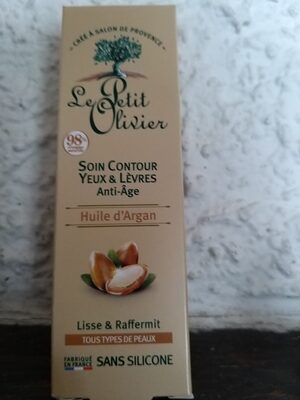 CRÉÉ À SALON DE PROVENCE
Le Petit
Olivier
98%
SOIN CONTOUR
YEUX & LÈVRES
Anti-Âge
Huile d'Argan
Lisse & Raffermit
TOUS TYPES DE PEAUX
FABRIQUÉ
EN FRANCE
SANS SILICONE